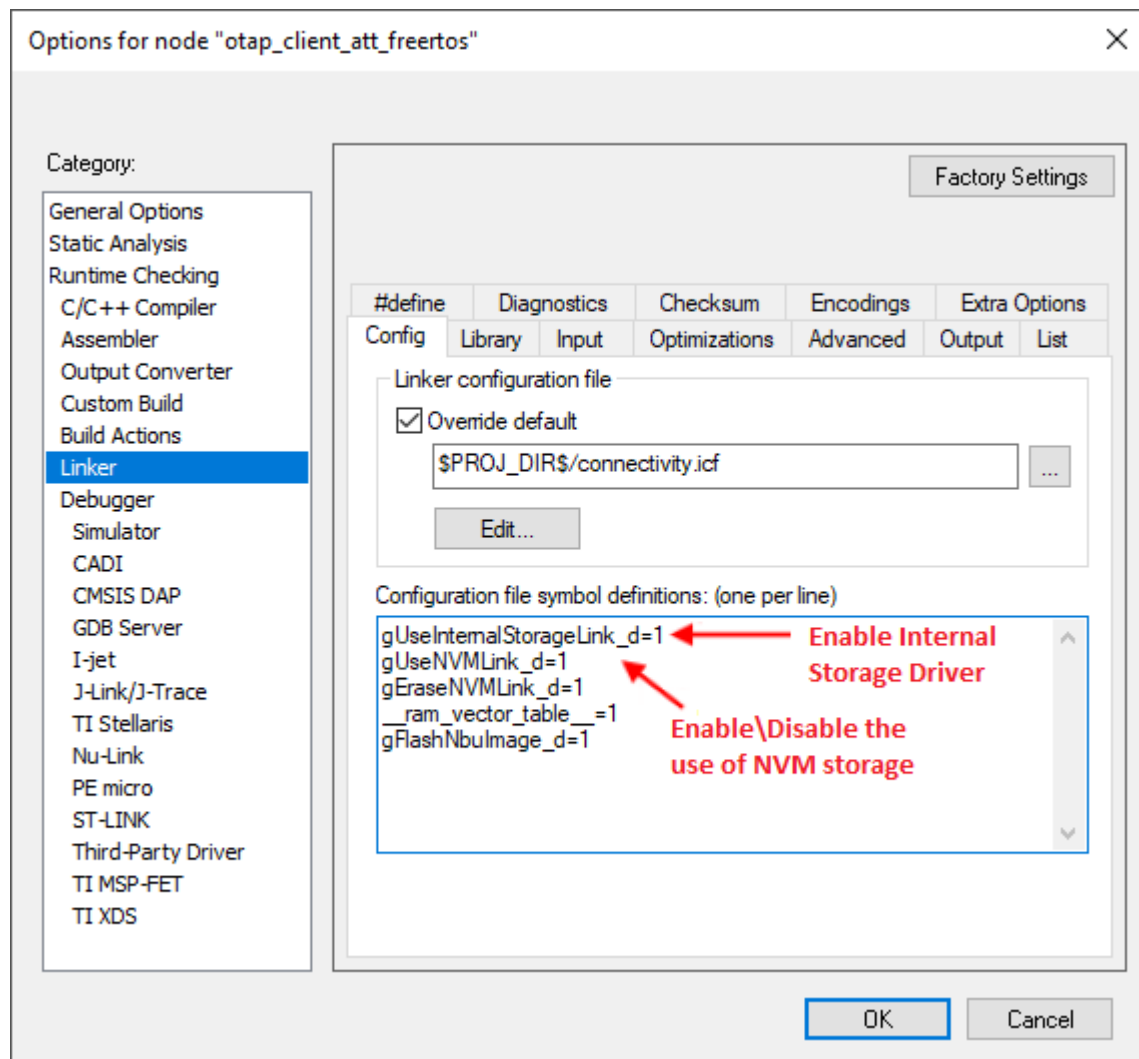 Options for node "otap_client_att_freertos"
Category:
General Options
Static Analysis
Runtime Checking
C/C++ Compiler
Assembler
Output Converter
Custom Build
Build Actions
Linker
Debugger
Simulator
CADI
CMSIS DAP
GDB Server
I-jet
J-Link/J-Trace
TI Stellaris
Nu-Link
PE micro
ST-LINK
Third-Party Driver
TI MSP-FET
TI XDS
Factory Settings
#define Diagnostics Checksum Encodings Extra Options
Config Library Input Optimizations Advanced Output List
Linker configuration file
Override default
$PROJ_DIR$/connectivity.icf
...
Edit...
Configuration file symbol definitions: (one per line)
gUseInternalStorageLink_d=1
gUseNVMLink_d=1
gEraseNVMLink_d=1
__ram_vector_table__=1
gFlashNbuImage_d=1
Enable Internal
Storage Driver
Enable\Disable the
use of NVM storage
OK
Cancel